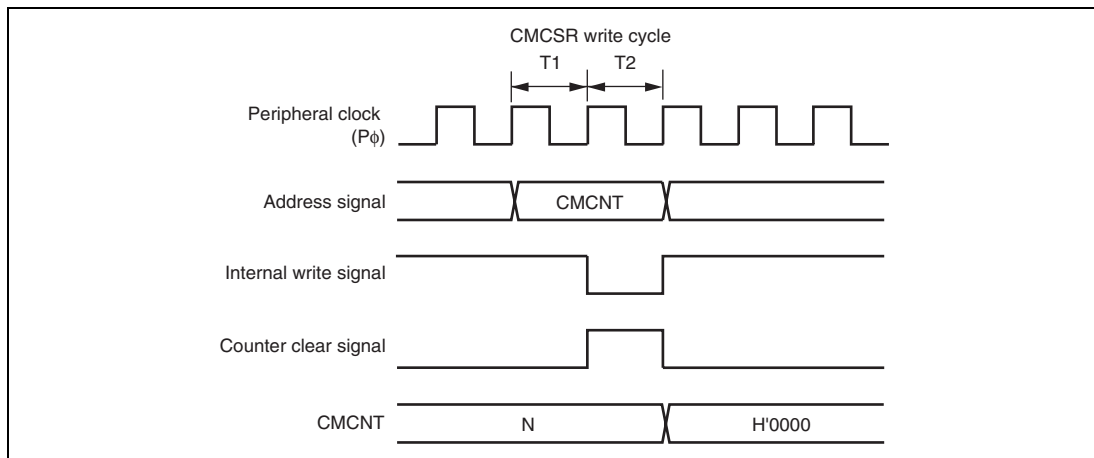 CMCSR write cycle
T1 T2
Peripheral clock
(Pϕ)
Address signal CMCNT
Internal write signal
Counter clear signal
CMCNT N H'0000